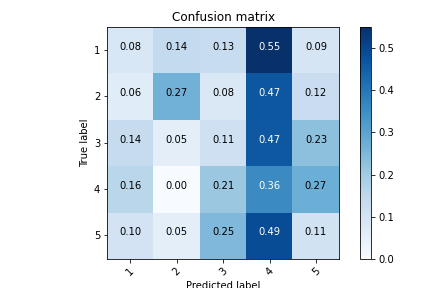 Confusion matrix
1 0.08 0.14 0.13 0.55 0.09
2 0.06 0.27 0.08 0.47 0.12
3 0.14 0.05 0.11 0.47 0.23
4 0.16 0.00 0.21 0.36 0.27
5 0.10 0.05 0.25 0.49 0.11
1 2 3 4 5
True label
Predicted label
0.5
0.4
0.3
0.2
0.1
0.0